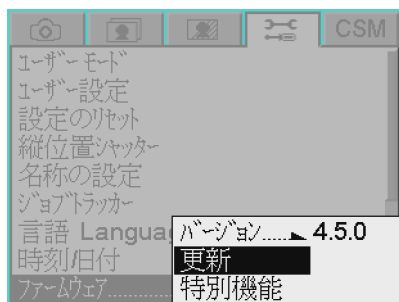 CSM
ユーザーモード
ユーザー設定
設定のリセット
縦位置シャッター
名称の設定
ジョブトラッカー
言語 Langua
時刻/日付
ファームウェア..........
バージョン..... 4.5.0
更新
特別機能